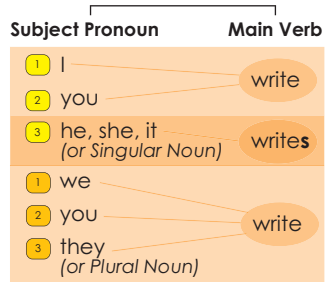 Subject Pronoun Main Verb
1 I
write
2 you
3 he, she, it writes
(or Singular Noun)
1 we
2 you write
3 they
(or Plural Noun)